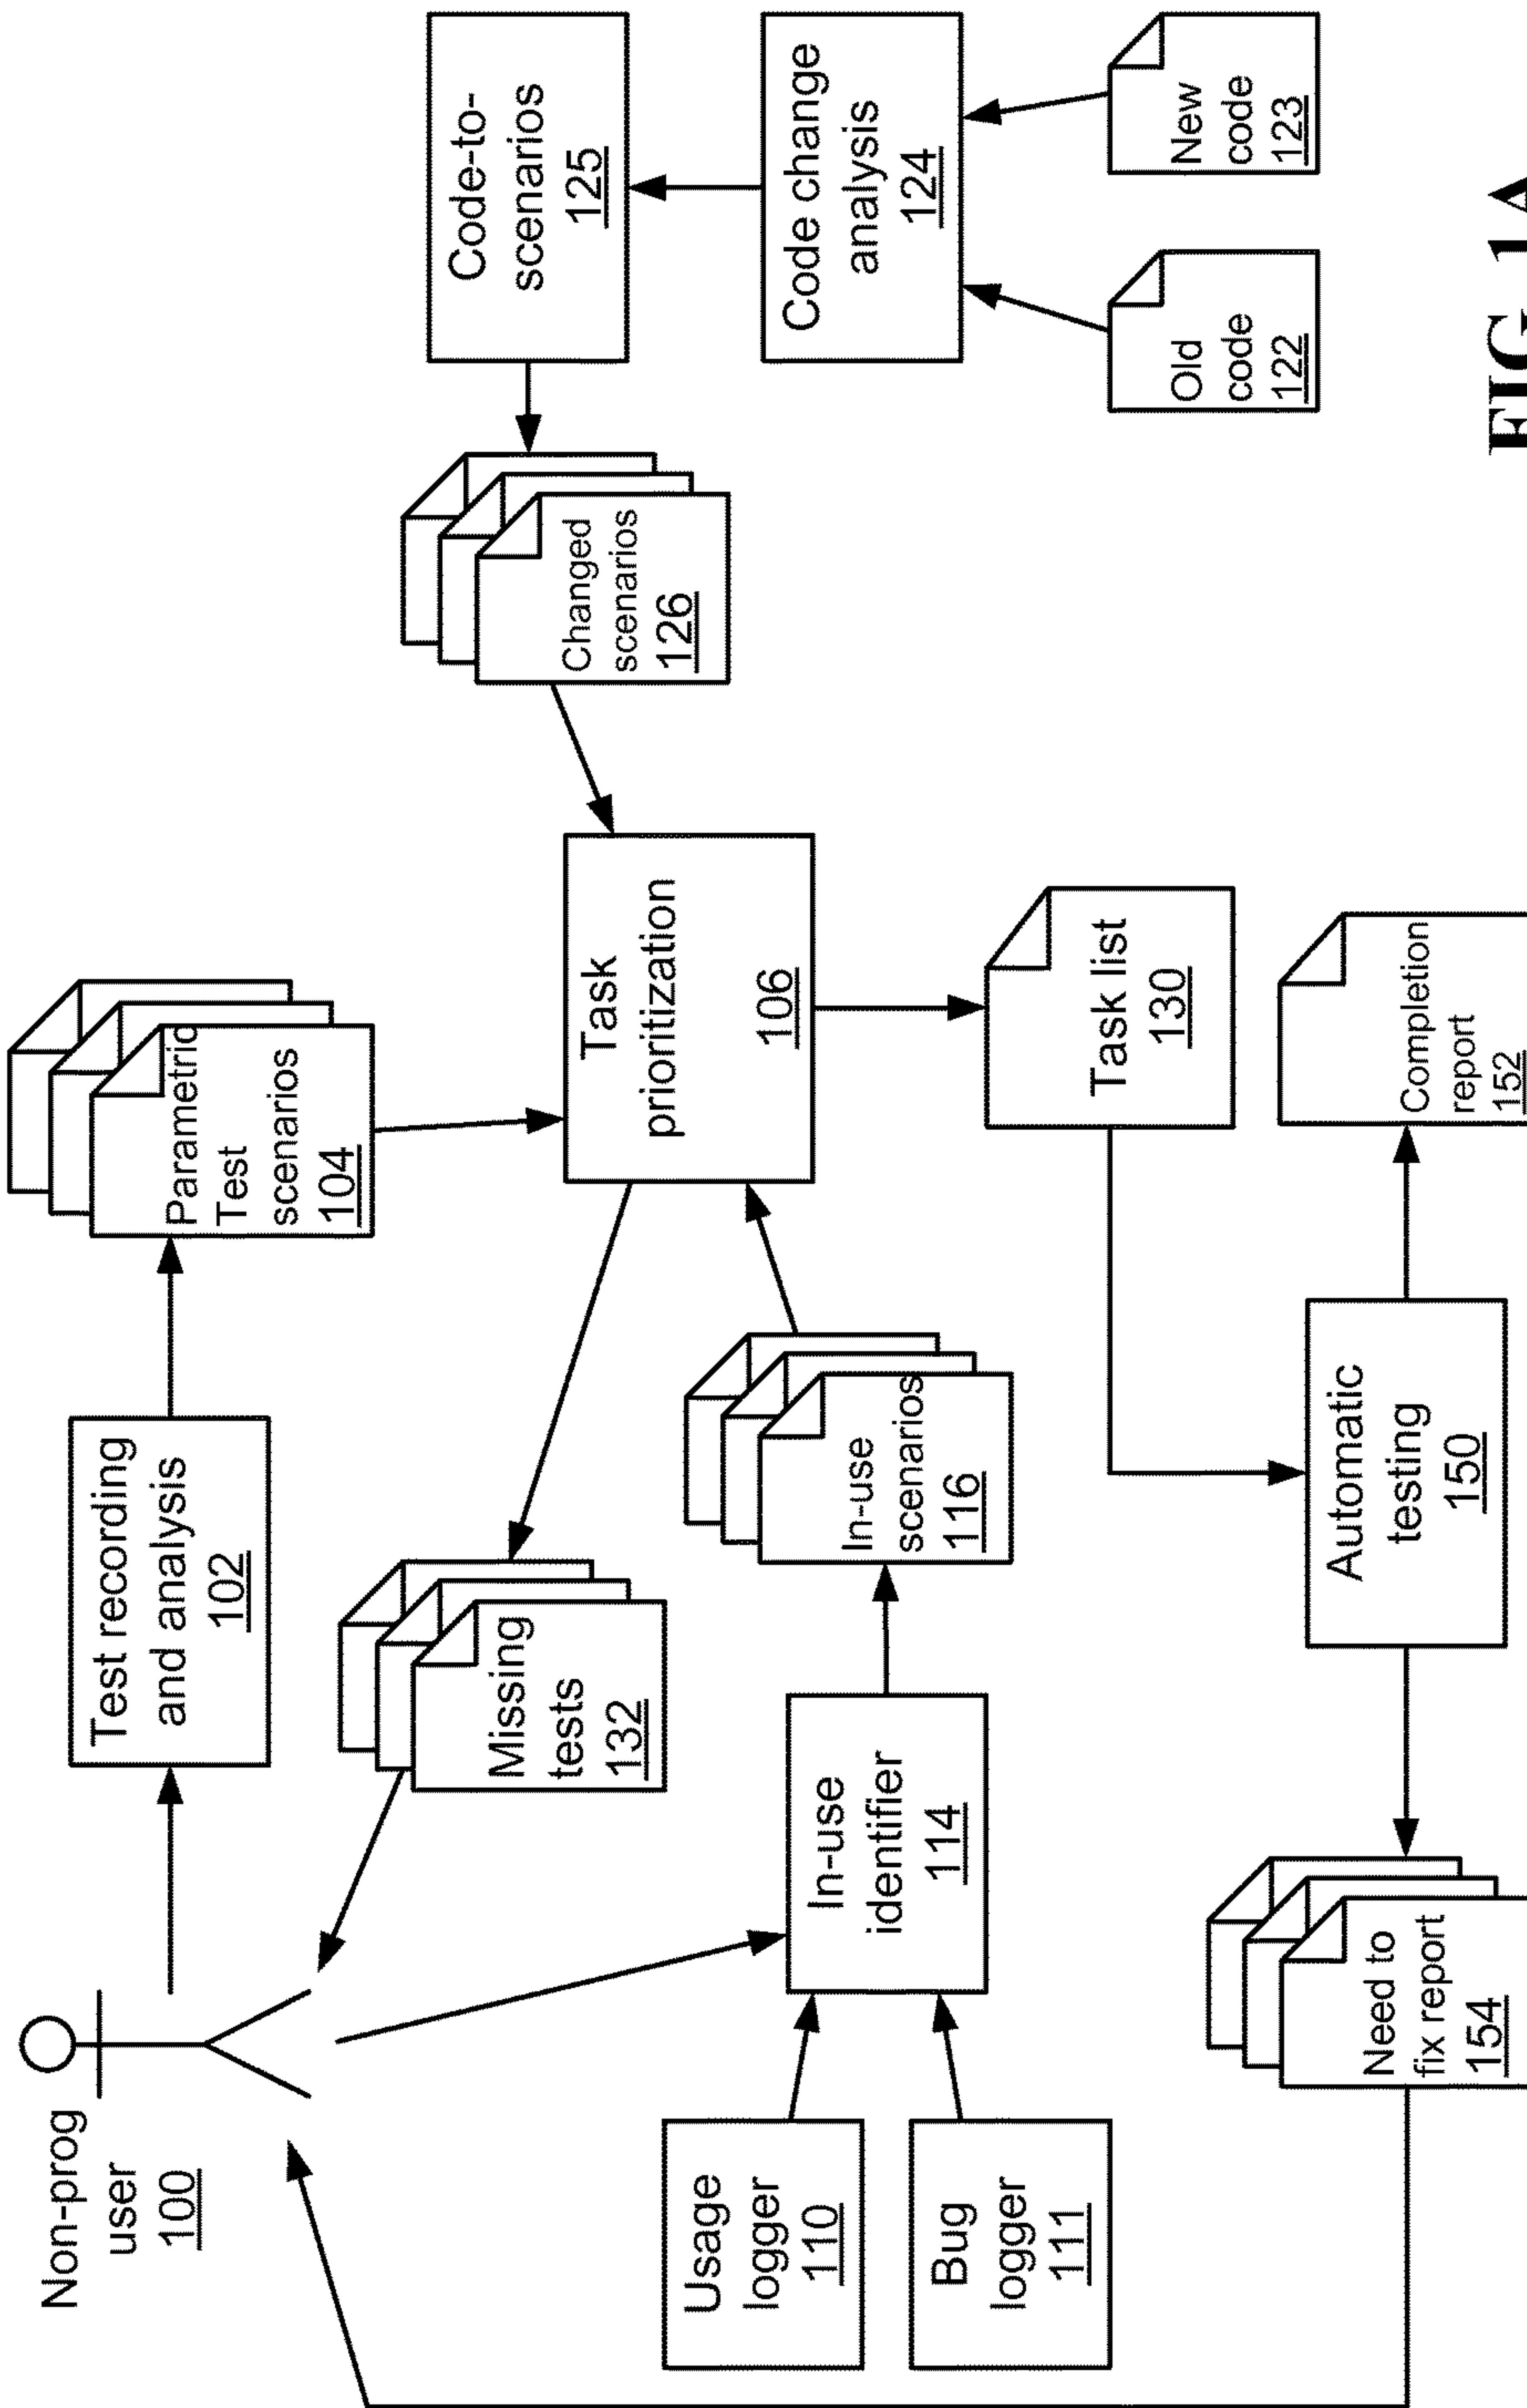 Non-prog
user
100
Test recording
and analysis
102
Parametric
Test
scenarios
104
Code-to-
scenarios
125
Changed
scenarios
126
Missing
tests
132
Task
prioritization
106
Code change
analysis
124
Usage
logger
110
Bug
logger
111
In-use
identifier
114
In-use
scenarios
116
Task list
130
Old
code
122
New
code
123
Need to
fix report
154
Automatic
testing
150
Completion
report
152
FIG. 1A